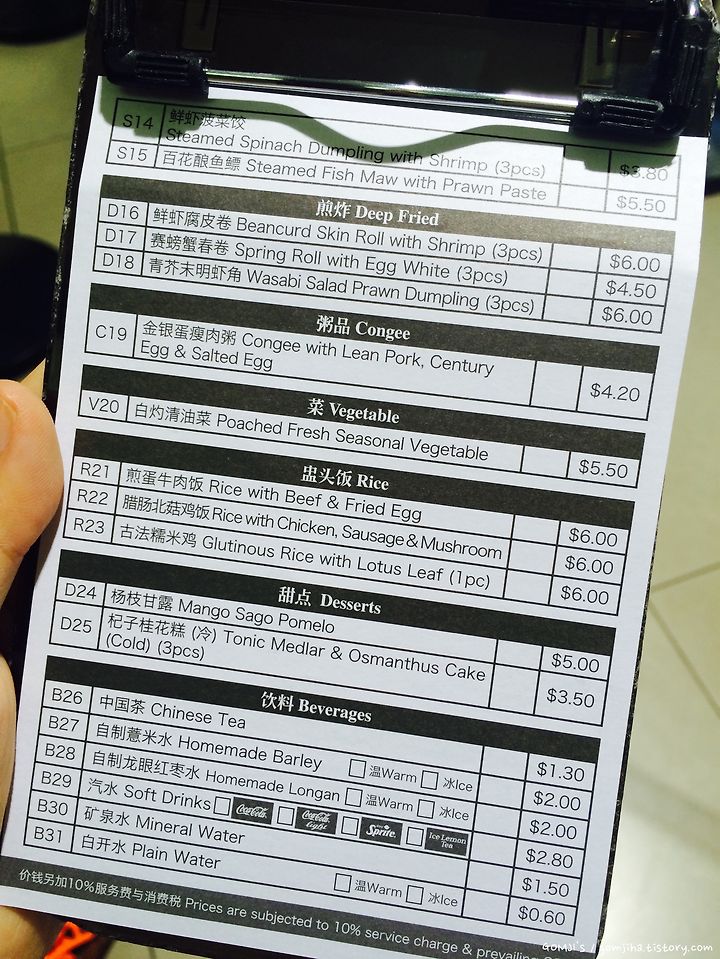 S14 鲜虾菠菜饺
Steamed Spinach Dumpling with Shrimp (3pcs) $3.80
S15 百花酿鱼鳔 Steamed Fish Maw with Prawn Paste $5.50
煎炸 Deep Fried
D16 鲜虾腐皮卷 Beancurd Skin Roll with Shrimp (3pcs) $6.00
D17 赛螃蟹春卷 Spring Roll with Egg White (3pcs) $4.50
D18 青芥末明虾角 Wasabi Salad Prawn Dumpling (3pcs) $6.00
粥品 Congee
C19 金银蛋瘦肉粥 Congee with Lean Pork, Century
Egg & Salted Egg $4.20
菜 Vegetable
V20 白灼清油菜 Poached Fresh Seasonal Vegetable $5.50
盅头饭 Rice
R21 煎蛋牛肉饭 Rice with Beef & Fried Egg $6.00
R22 腊肠北菇鸡饭 Rice with Chicken, Sausage & Mushroom $6.00
R23 古法糯米鸡 Glutinous Rice with Lotus Leaf (1pc) $6.00
甜点 Desserts
D24 杨枝甘露 Mango Sago Pomelo $5.00
D25 杞子桂花糕 (冷) Tonic Medlar & Osmanthus Cake
(Cold) (3pcs) $3.50
饮料 Beverages
B26 中国茶 Chinese Tea $1.30
B27 自制薏米水 Homemade Barley 温Warm 冰Ice $2.00
B28 自制龙眼红枣水 Homemade Longan 温Warm 冰Ice $2.00
B29 汽水 Soft Drinks Coca-Cola Coca-Cola Light Sprite Ice Lemon Tea $2.80
B30 矿泉水 Mineral Water $1.50
B31 白开水 Plain Water 温Warm 冰Ice $0.60
价钱另加10%服务费与消费税 Prices are subjected to 10% service charge & prevailing
GOMJI's / gomjiha.tistory.com